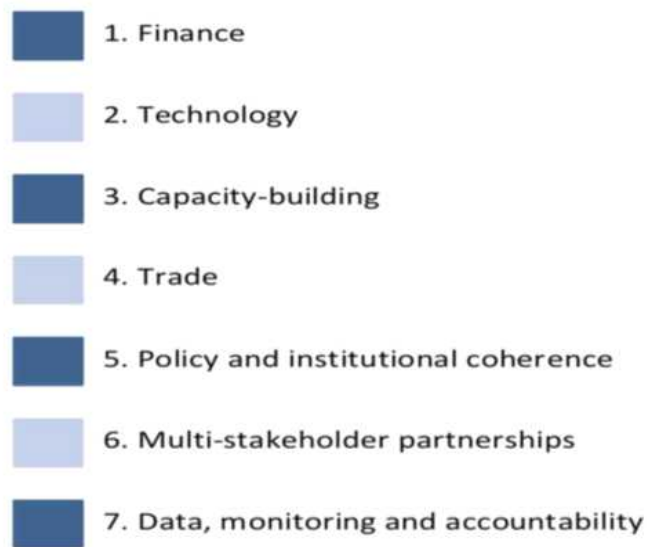 1. Finance
2. Technology
3. Capacity-building
4. Trade
5. Policy and institutional coherence
6. Multi-stakeholder partnerships
7. Data, monitoring and accountability